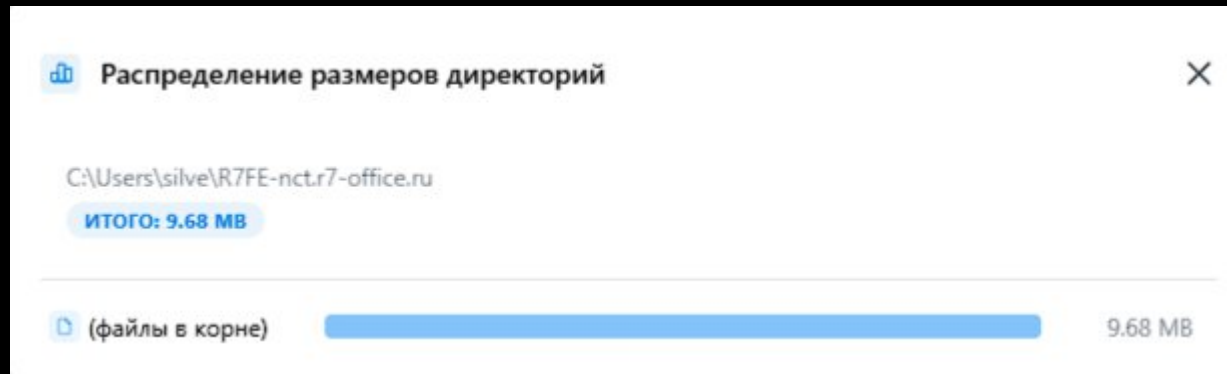 Распределение размеров директорий
C:\Users\silve\R7FE-nct.r7-office.ru
ИТОГО: 9.68 MB
(файлы в корне) 9.68 MB